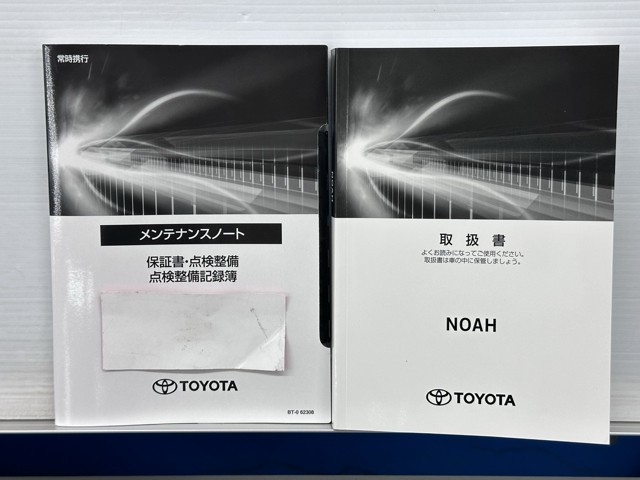 常時携行
メンテナンスノート
保証書・点検整備
点検整備記録簿
TOYOTA
BT-0 62308
NOAH
取扱書
よくお読みになってご使用ください。
取扱書は車の中に保管しましょう。
NOAH
TOYOTA